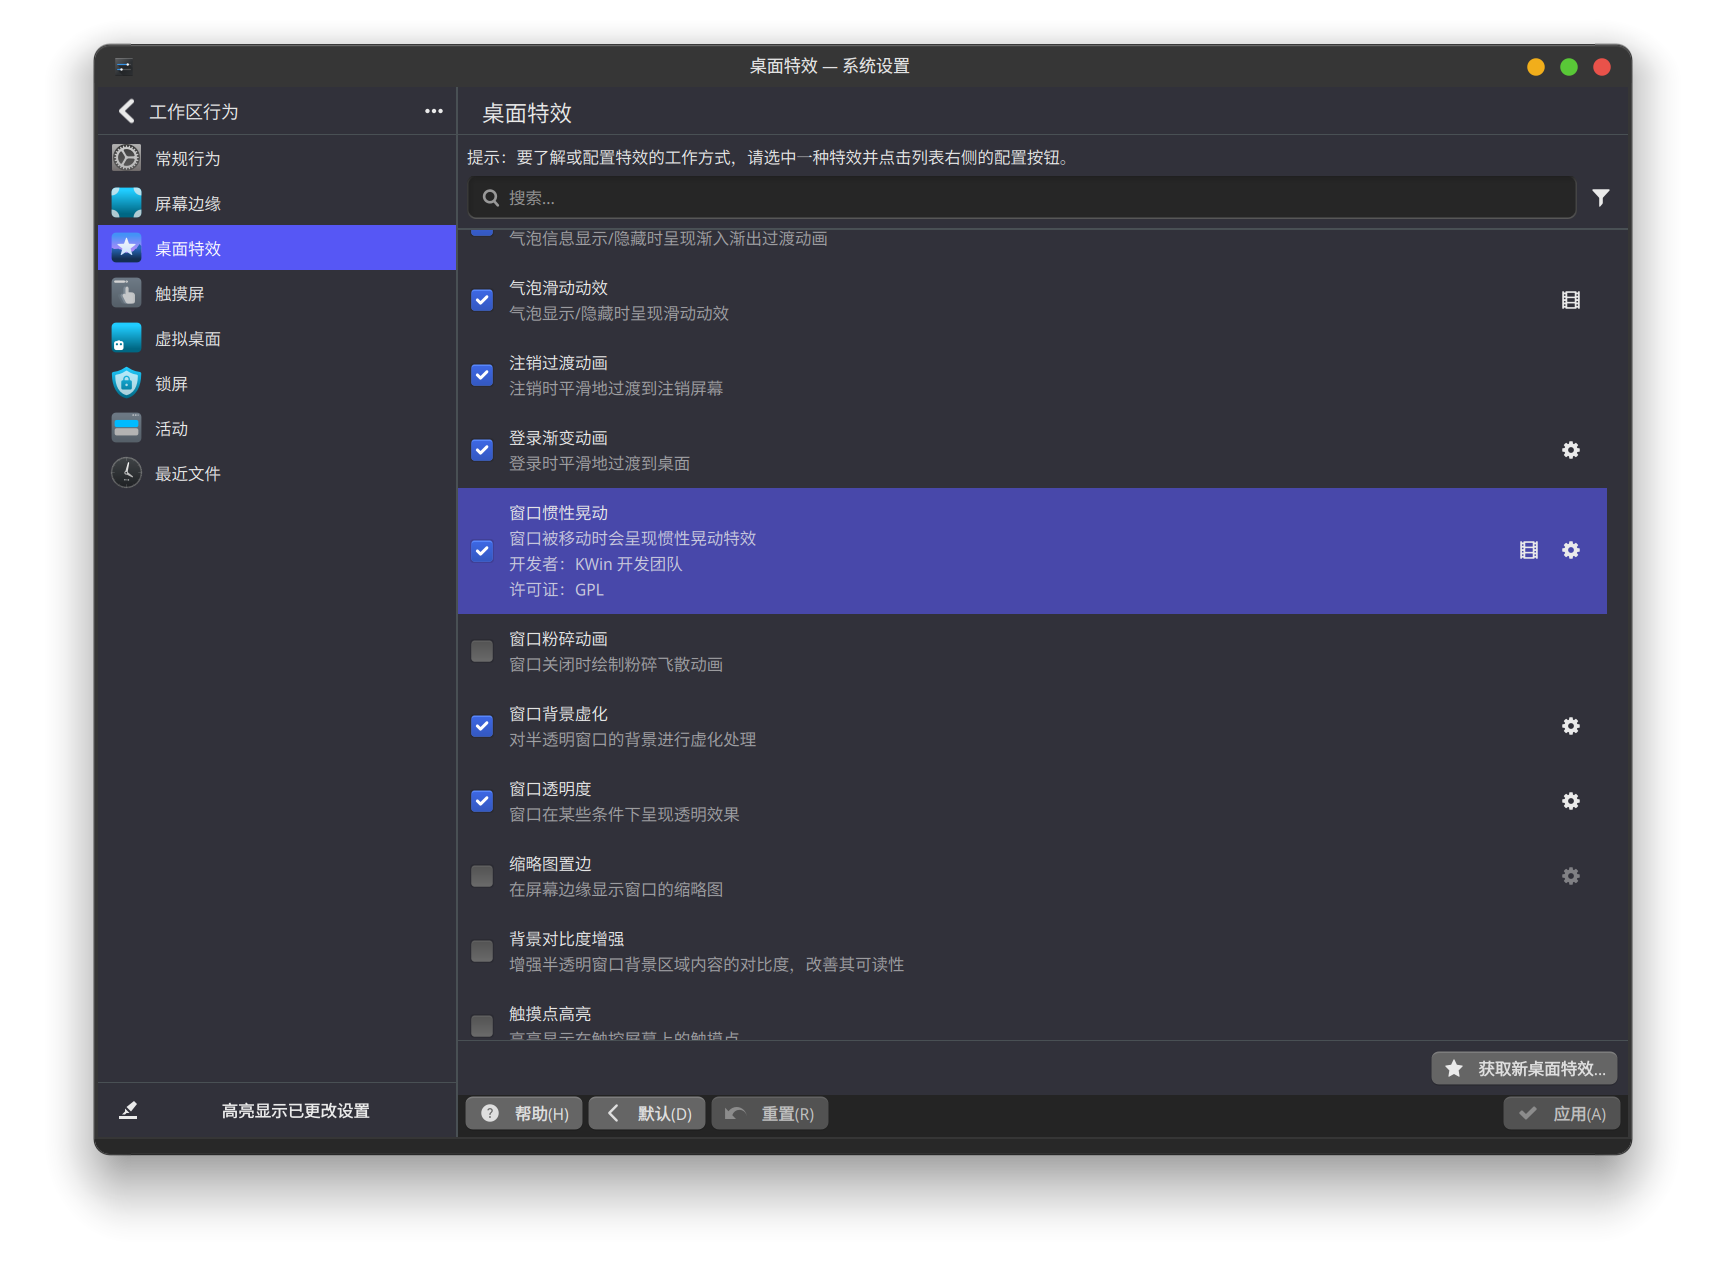 桌面特效 — 系统设置
工作区行为
常规行为
屏幕边缘
桌面特效
触摸屏
虚拟桌面
锁屏
活动
最近文件
高亮显示已更改设置
桌面特效
提示：要了解或配置特效的工作方式，请选中一种特效并点击列表右侧的配置按钮。
搜索...
气泡信息显示/隐藏时呈现渐入渐出过渡动画
气泡滑动动效
气泡显示/隐藏时呈现滑动动效
注销过渡动画
注销时平滑地过渡到注销屏幕
登录渐变动画
登录时平滑地过渡到桌面
窗口惯性晃动
窗口被移动时会呈现惯性晃动特效
开发者：KWin 开发团队
许可证：GPL
窗口粉碎动画
窗口关闭时绘制粉碎飞散动画
窗口背景虚化
对半透明窗口的背景进行虚化处理
窗口透明度
窗口在某些条件下呈现透明效果
缩略图置边
在屏幕边缘显示窗口的缩略图
背景对比度增强
增强半透明窗口背景区域内容的对比度，改善其可读性
触摸点高亮
高亮显示在触控屏幕上的触摸点
获取新桌面特效...
帮助(H)
默认(D)
重置(R)
应用(A)